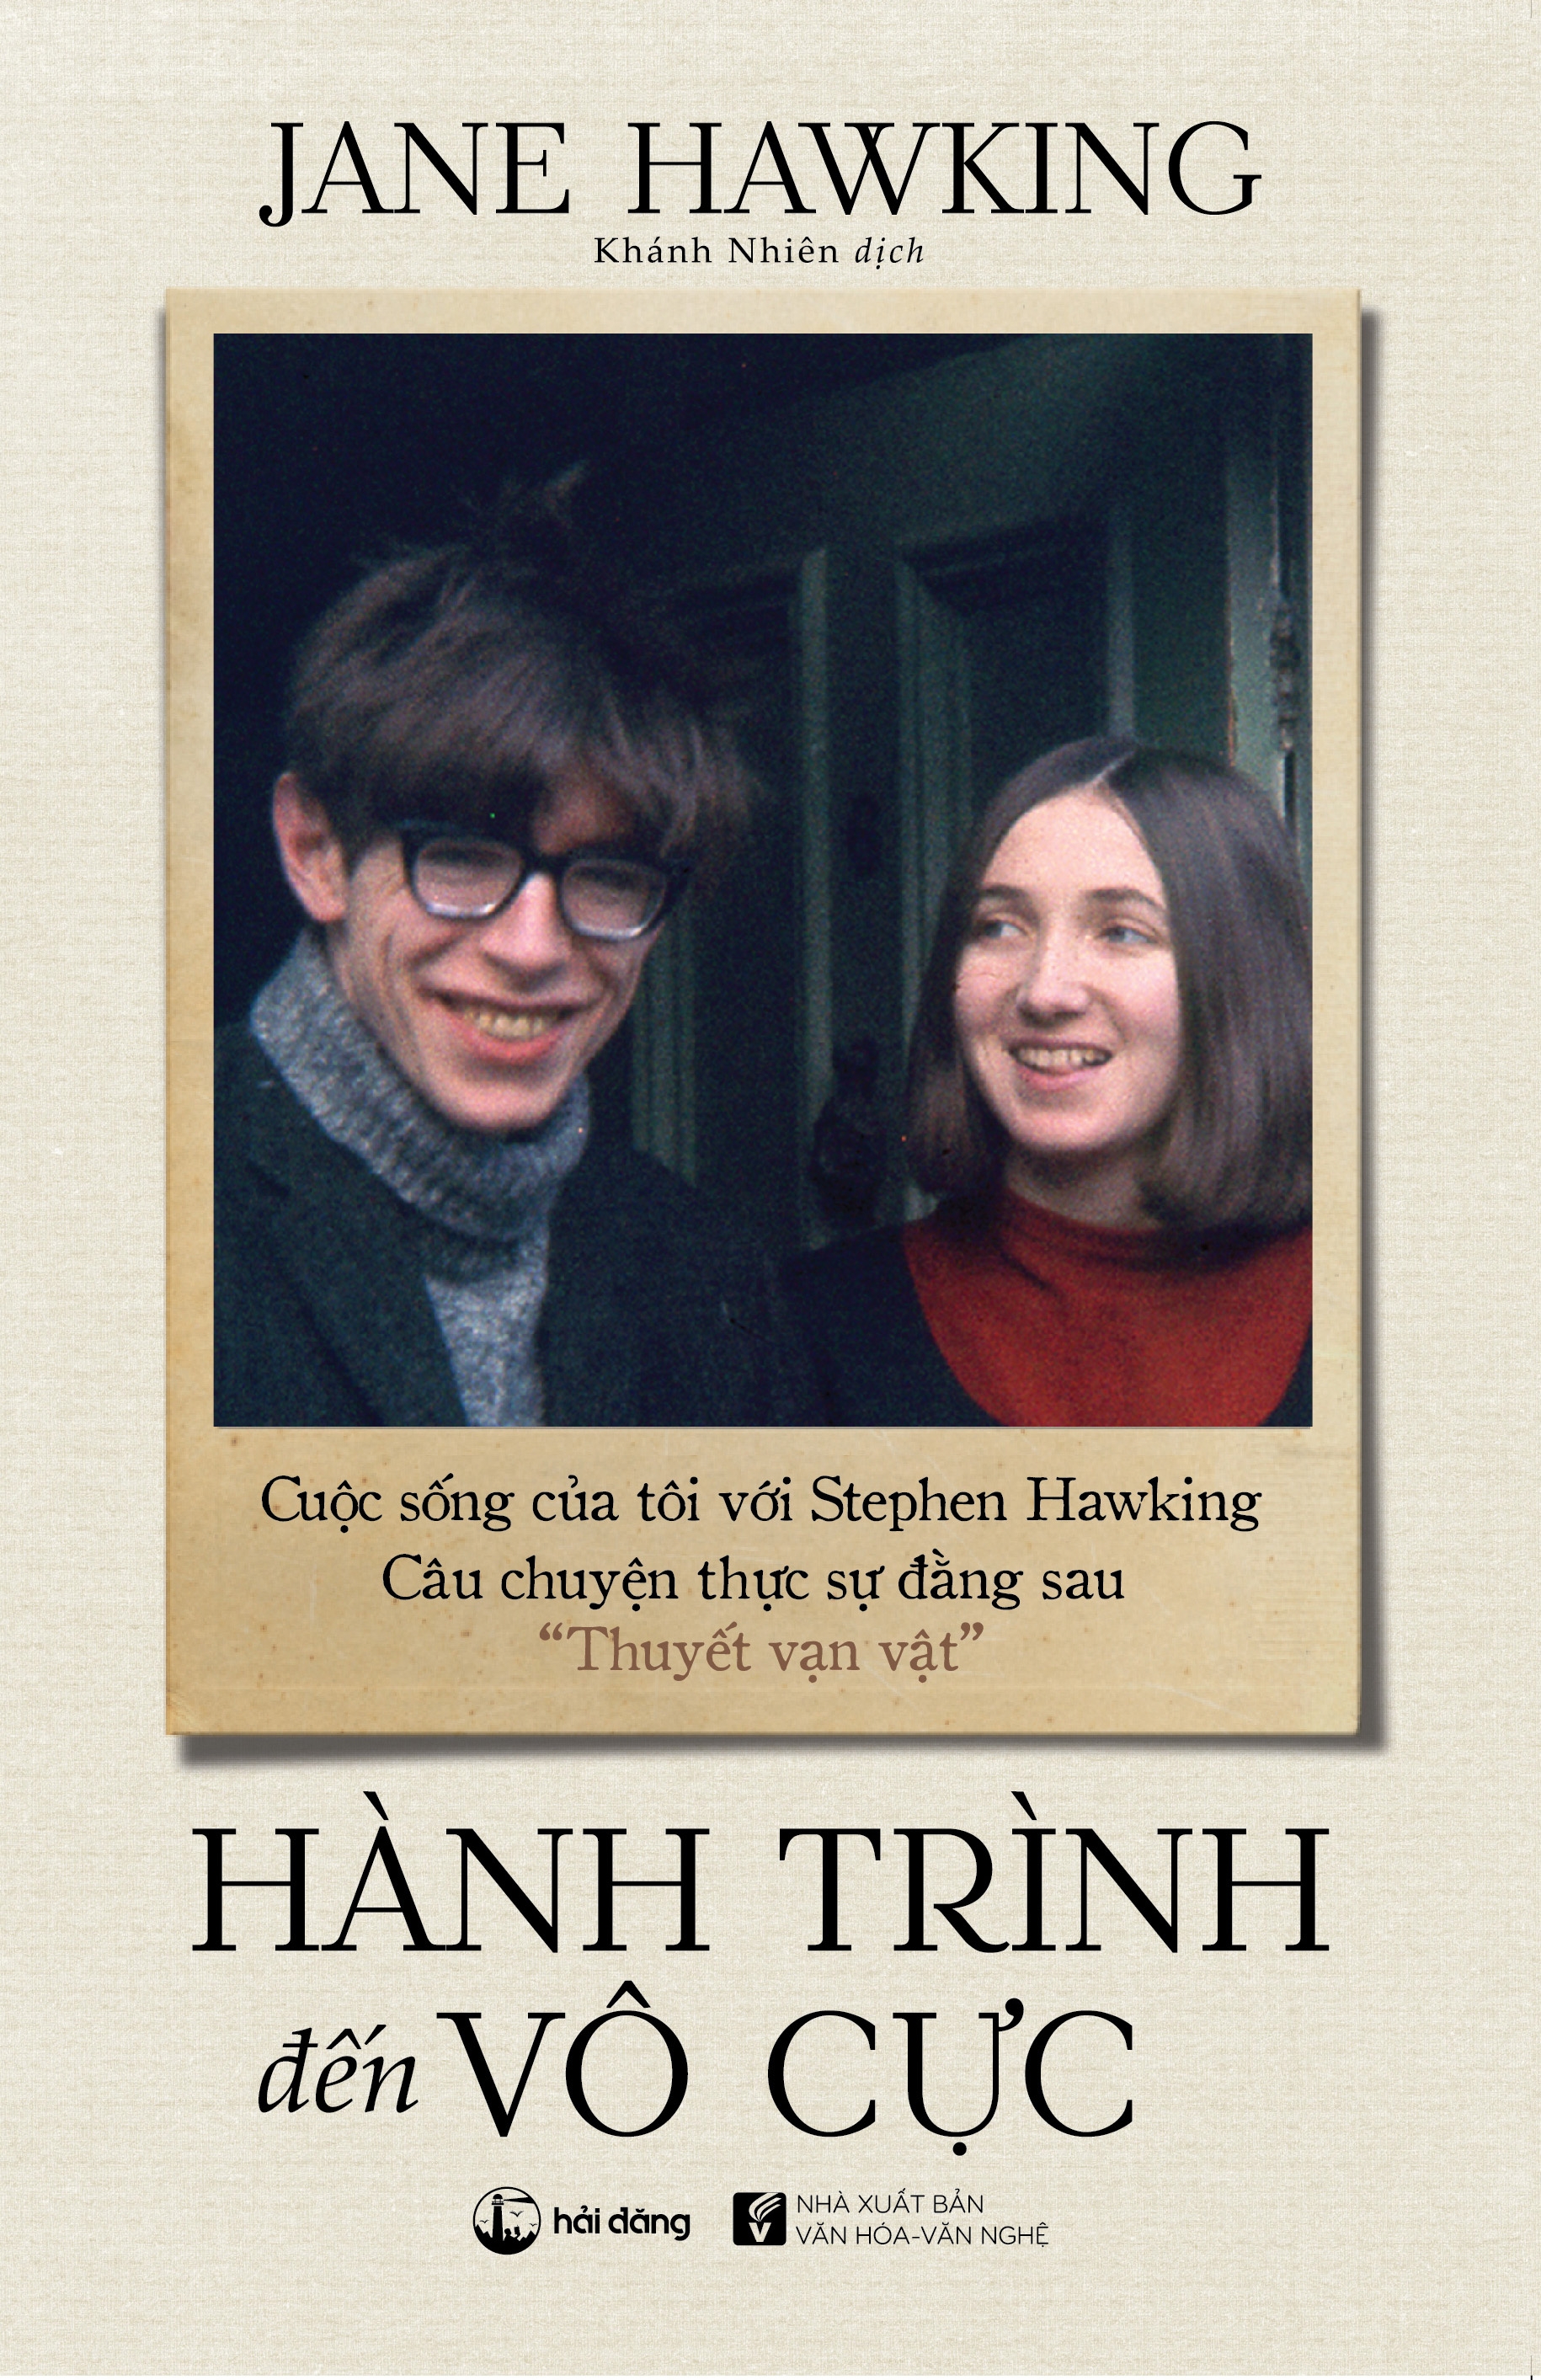 JANE HAWKING
Khánh Nhiên dịch
Cuộc sống của tôi với Stephen Hawking
Câu chuyện thực sự đằng sau
“Thuyết vạn vật”
HÀNH TRÌNH
đến VÔ CỰC
hải đăng
NHÀ XUẤT BẢN
VĂN HÓA-VĂN NGHỆ